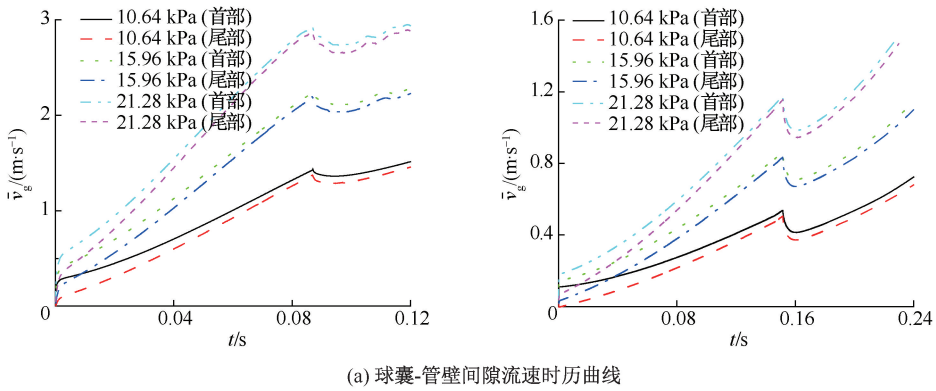 3
2
1
0
v̄g/(m·s⁻¹)
10.64 kPa (首部)
10.64 kPa (尾部)
15.96 kPa (首部)
15.96 kPa (尾部)
21.28 kPa (首部)
21.28 kPa (尾部)
0 0.04 0.08 0.12
t/s
1.6
1.2
0.8
0.4
0
v̄g/(m·s⁻¹)
10.64 kPa (首部)
10.64 kPa (尾部)
15.96 kPa (首部)
15.96 kPa (尾部)
21.28 kPa (首部)
21.28 kPa (尾部)
0 0.08 0.16 0.24
t/s
(a) 球囊-管壁间隙流速时历曲线